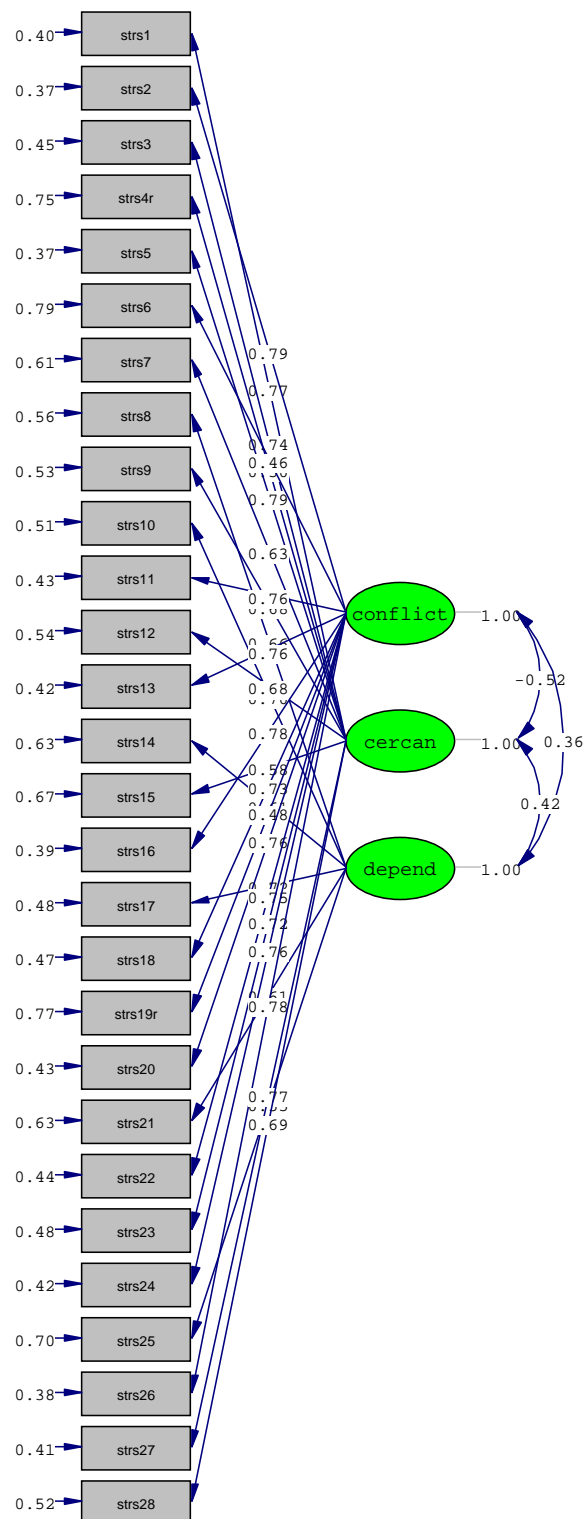 0.40 strs1
0.37 strs2
0.45 strs3
0.75 strs4r
0.37 strs5
0.79 strs6
0.61 strs7
0.79
0.56 strs8
0.77
0.53 strs9
0.74
0.46
0.79
0.51 strs10
0.63
0.43 strs11
0.76
conflict 1.00
0.54 strs12
0.76
0.42 strs13
0.68
-0.52
0.63 strs14
0.78
cercan 1.00
0.36
0.58
0.67 strs15
0.73
0.42
0.48
0.39 strs16
0.76
depend 1.00
0.48 strs17
0.75
0.72
0.47 strs18
0.76
0.77 strs19r
0.78
0.43 strs20
0.77
0.63 strs21
0.69
0.44 strs22
0.48 strs23
0.42 strs24
0.70 strs25
0.38 strs26
0.41 strs27
0.52 strs28